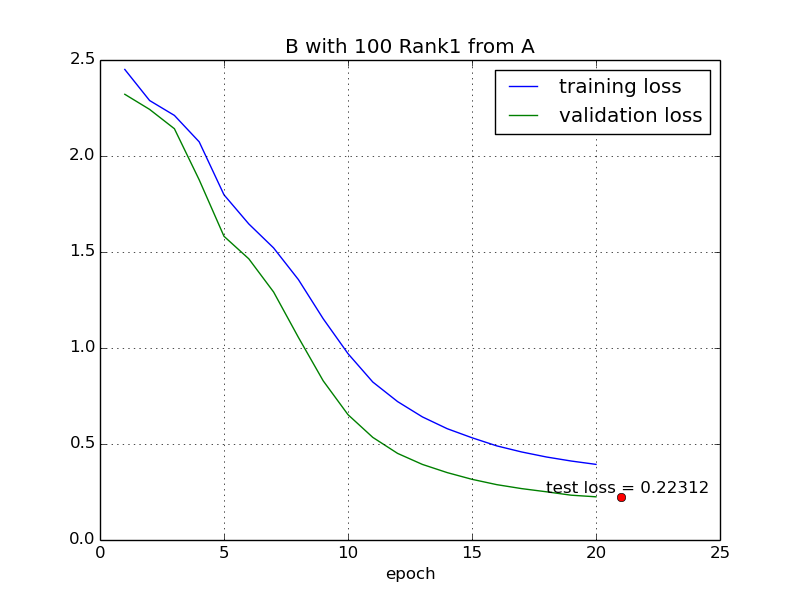 B with 100 Rank1 from A
2.5
2.0
1.5
1.0
0.5
0.0
training loss
validation loss
test loss = 0.22312
0 5 10 15 20 25
epoch